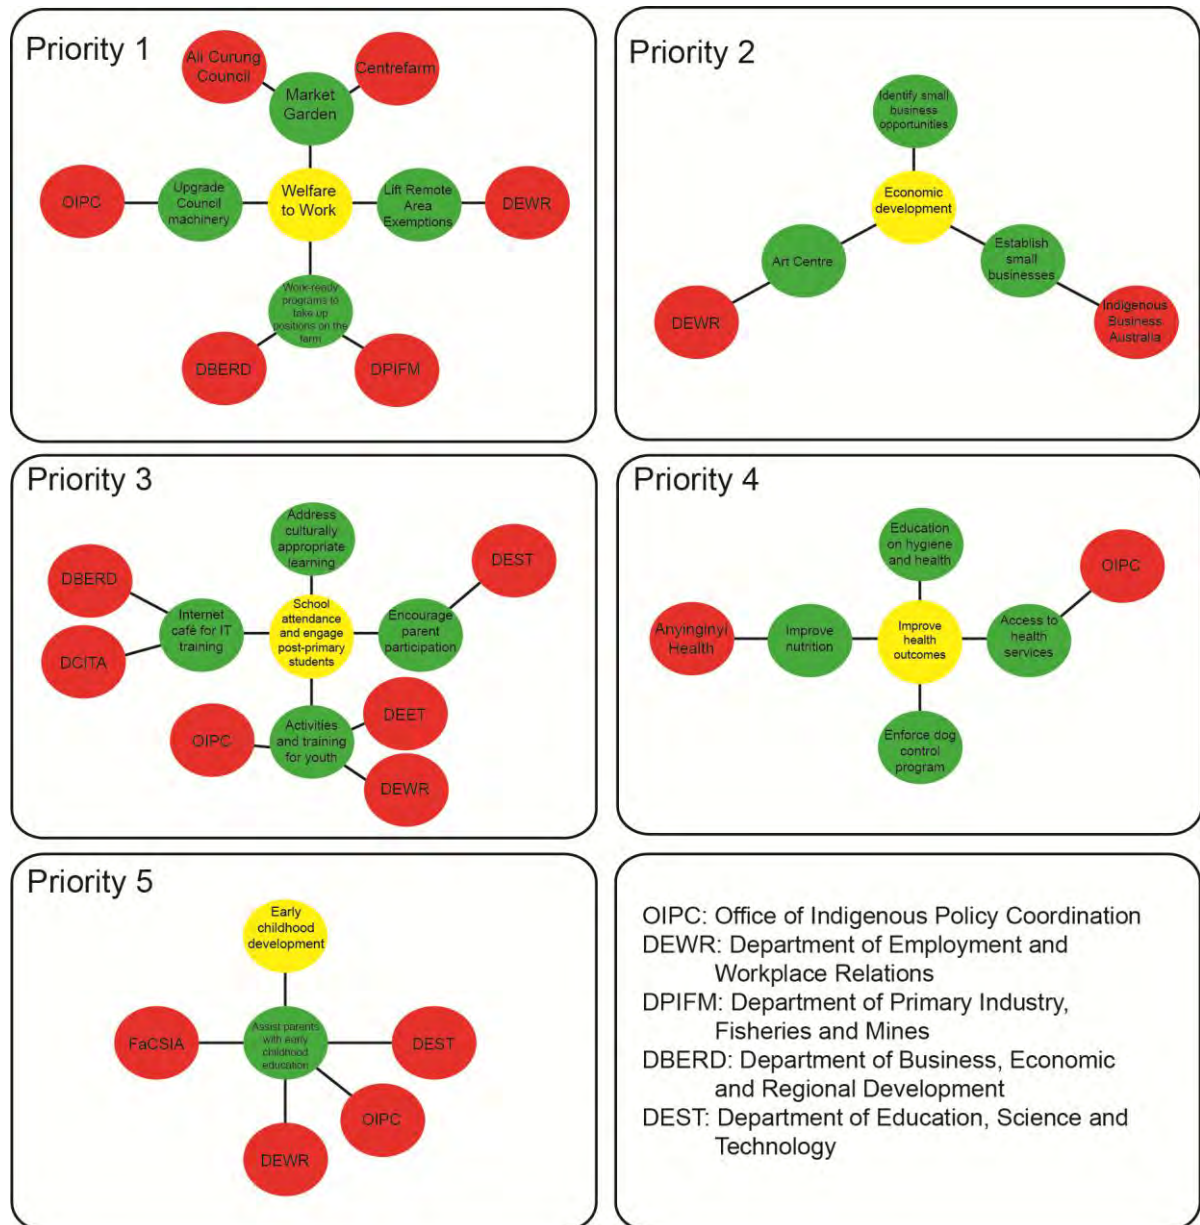 Priority 1
Ali Curung
Council
Centrefarm
Market
Garden
OIPC
Upgrade
Council
machinery
Welfare
to Work
Lift Remote
Area
Exemptions
DEWR
Work-ready
programs to
take up
positions on the
farm
DBERD
DPIFM
Priority 2
Identify small
business
opportunities
Economic
development
Art Centre
Establish
small
businesses
DEWR
Indigenous
Business
Australia
Priority 3
Address
culturally
appropriate
learning
DEST
DBERD
Internet
café for IT
training
School
attendance
and engage
post-primary
students
Encourage
parent
participation
DCITA
DEET
OIPC
Activities
and training
for youth
DEWR
Priority 4
Education
on hygiene
and health
OIPC
Anyinginyi
Health
Improve
nutrition
Improve
health
outcomes
Access to
health
services
Enforce dog
control
program
Priority 5
Early
childhood
development
FaCSIA
Assist parents
with early
childhood
education
DEST
OIPC
DEWR
OIPC: Office of Indigenous Policy Coordination
DEWR: Department of Employment and
Workplace Relations
DPIFM: Department of Primary Industry,
Fisheries and Mines
DBERD: Department of Business, Economic
and Regional Development
DEST: Department of Education, Science and
Technology